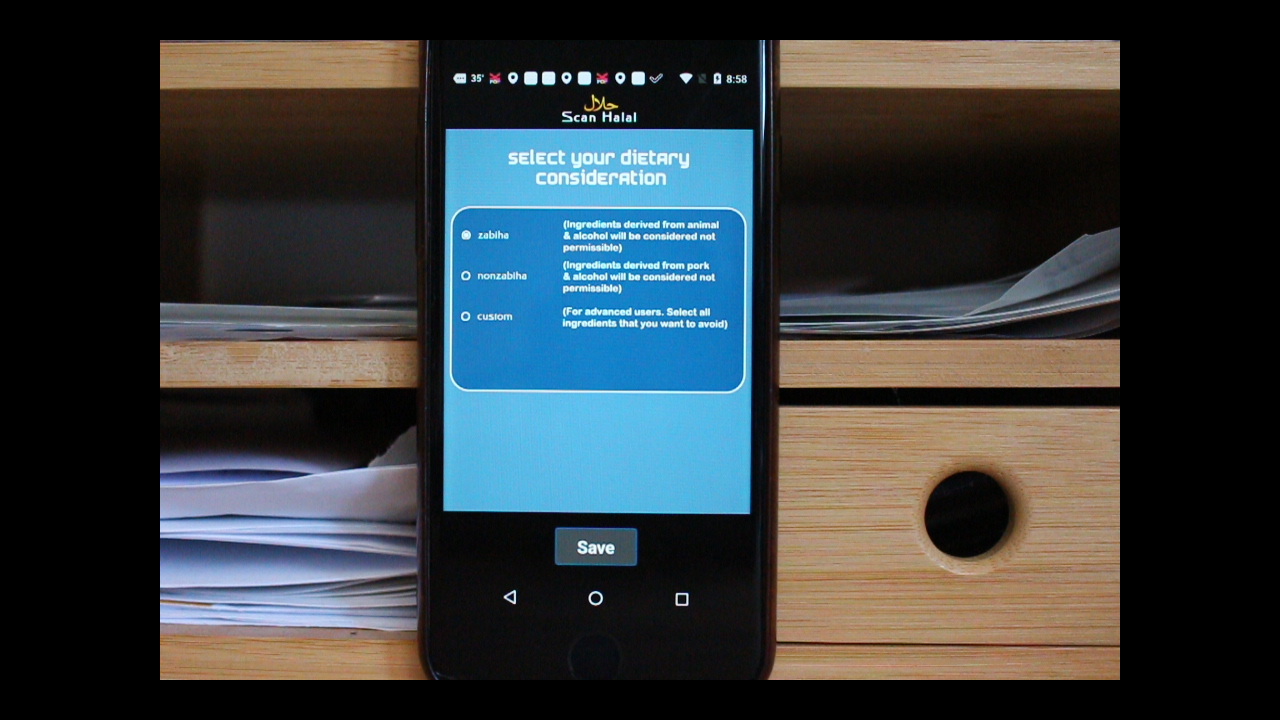 35° PDF PDF 8:58
حلال
Scan Halal
select your dietary
consideration
zabiha
(Ingredients derived from animal
& alcohol will be considered not
permissible)
nonzabiha
(Ingredients derived from pork
& alcohol will be considered not
permissible)
custom
(For advanced users. Select all
ingredients that you want to avoid)
Save